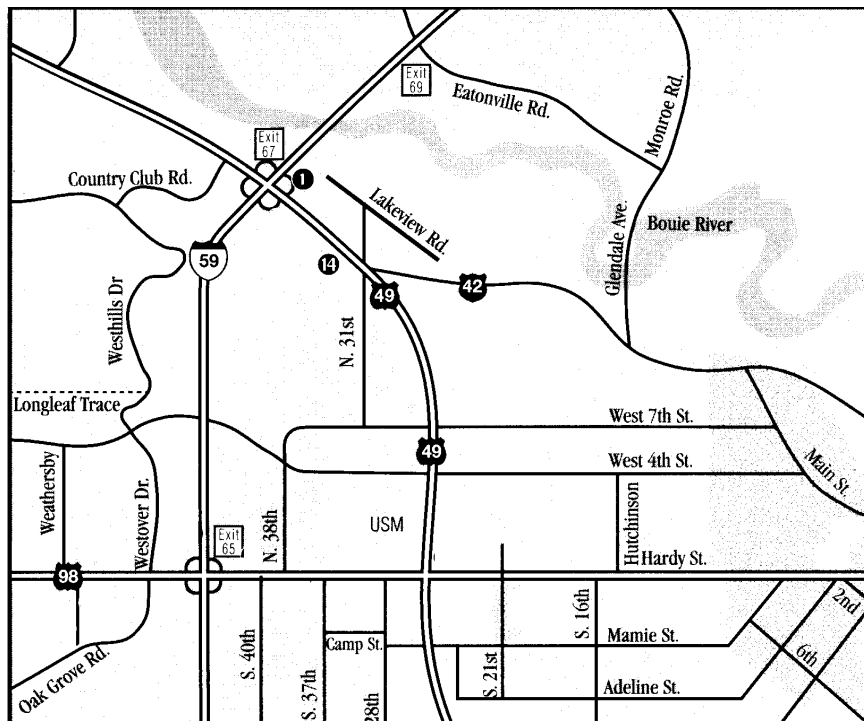 Exit
69
Eatonville Rd.
Monroe Rd.
Exit
67
1
Country Club Rd.
Lakeview Rd.
Glendale Ave.
Bouie River
59
14
49
42
Westhills Dr
N. 31st
Longleaf Trace
West 7th St.
49
West 4th St.
Main St.
Weathersby
Westover Dr.
Exit
65
N. 38th
USM
Hutchinson
Hardy St.
98
S. 40th
S. 37th
Camp St.
28th
S. 21st
S. 16th
Mamie St.
2nd
6th
Oak Grove Rd.
Adeline St.